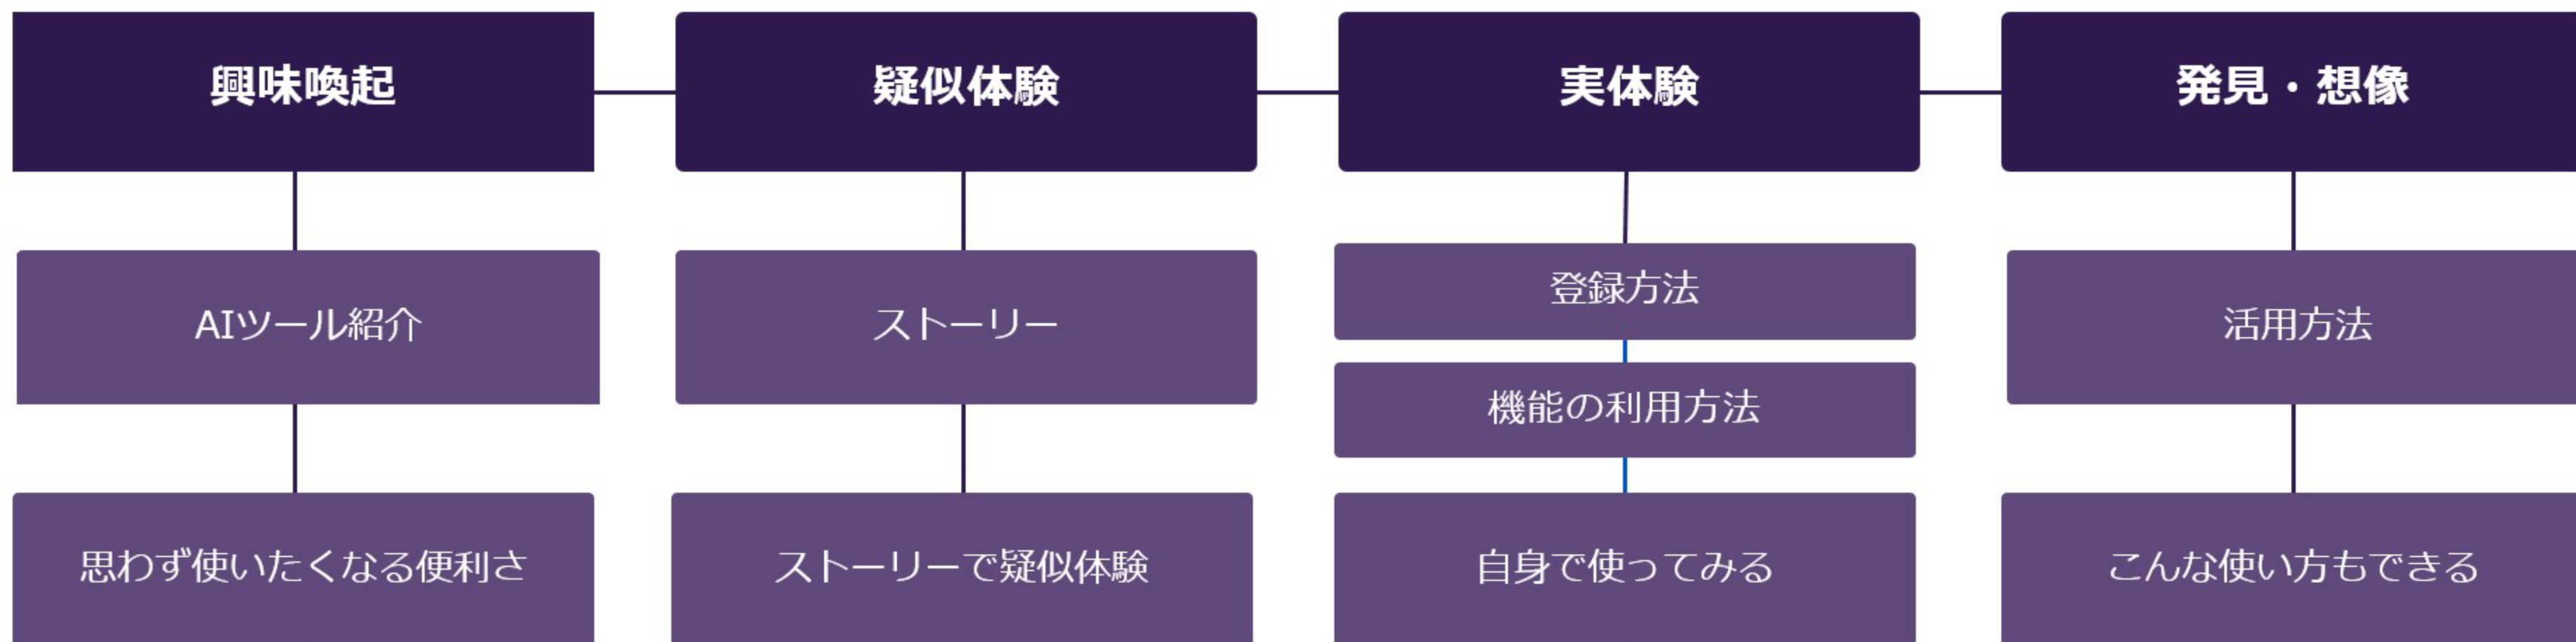 興味喚起
疑似体験
実体験
発見・想像
AIツール紹介
ストーリー
登録方法
機能の利用方法
活用方法
思わず使いたくなる便利さ
ストーリーで疑似体験
自身で使ってみる
こんな使い方もできる